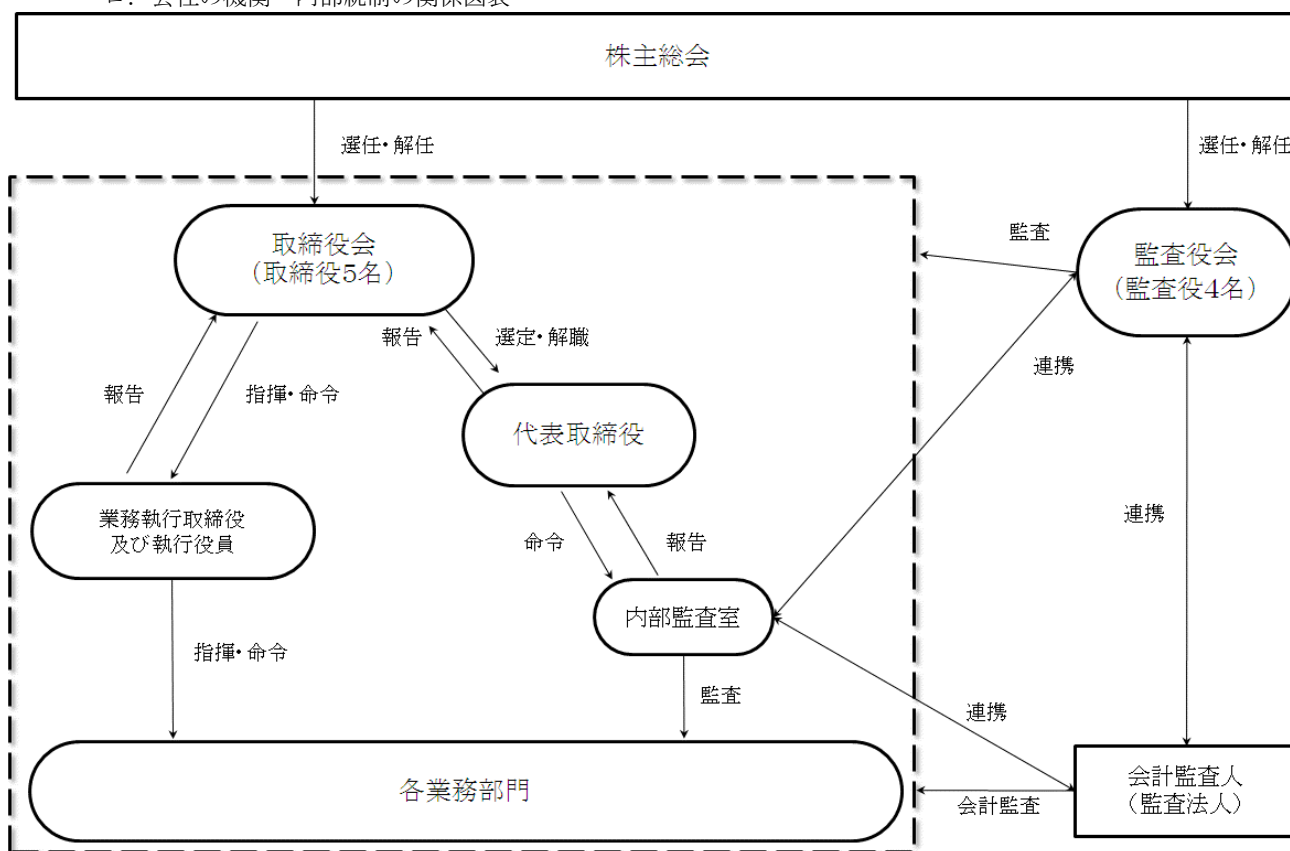 株主総会
選任・解任
選任・解任
取締役会
（取締役5名）
監査
監査役会
（監査役4名）
報告
選定・解職
連携
報告
指揮・命令
代表取締役
業務執行取締役
及び執行役員
命令
報告
連携
内部監査室
指揮・命令
監査
連携
各業務部門
会計監査
会計監査人
（監査法人）